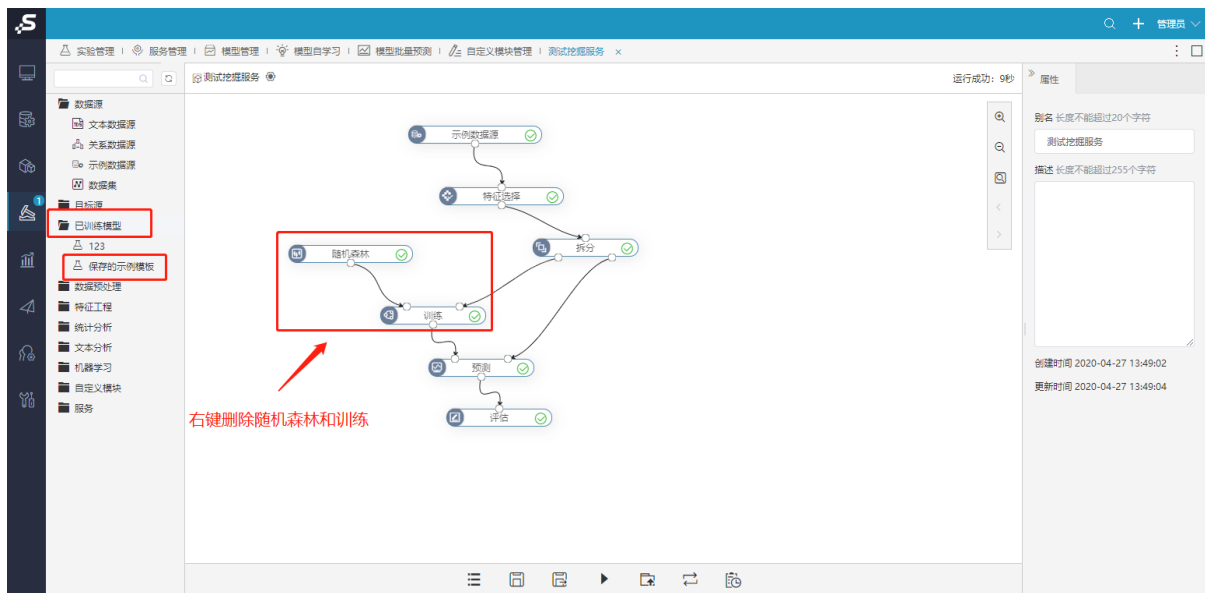 S
管理员
实验管理
服务管理
模型管理
模型自学习
模型批量预测
自定义模块管理
测试挖掘服务 ×
测试挖掘服务
运行成功: 9秒
属性
数据源
文本数据源
关系数据源
示例数据源
数据集
目标源
已训练模型
123
保存的示例模板
数据预处理
特征工程
统计分析
文本分析
机器学习
自定义模块
服务
1
示例数据源
特征选择
拆分
随机森林
训练
预测
评估
右键删除随机森林和训练
别名 长度不能超过20个字符
测试挖掘服务
描述 长度不能超过255个字符
创建时间 2020-04-27 13:49:02
更新时间 2020-04-27 13:49:04